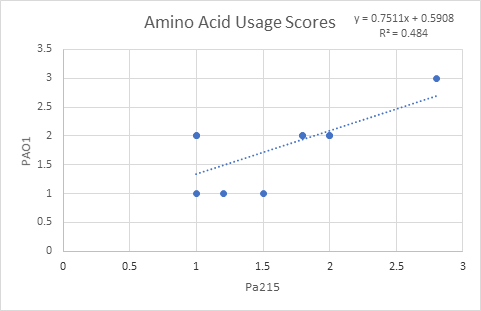 Amino Acid Usage Scores
y = 0.7511x + 0.5908
R² = 0.484
3.5
3
2.5
2
1.5
1
0.5
0
PAO1
0 0.5 1 1.5 2 2.5 3
Pa215